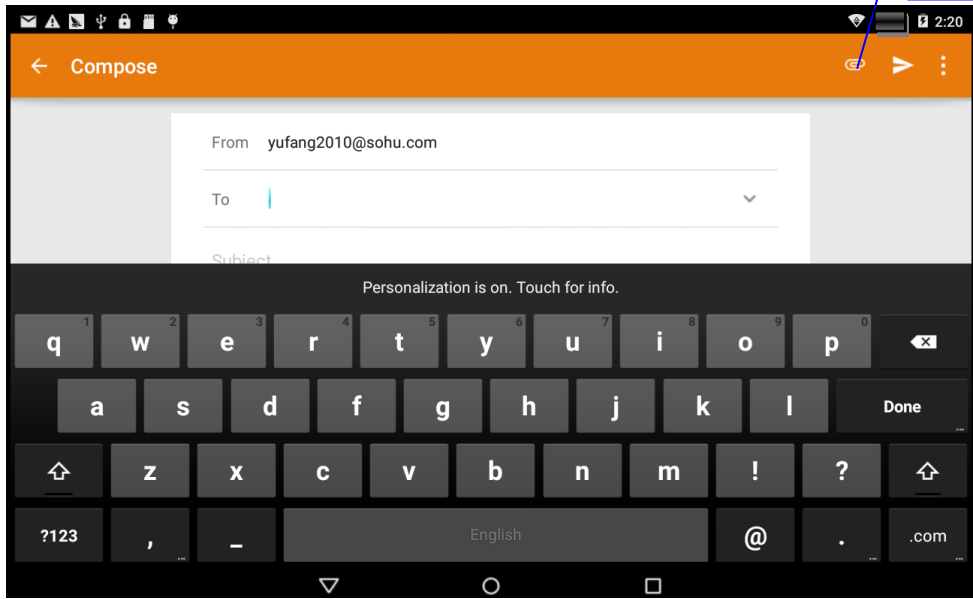 2:20
Compose
From yufang2010@sohu.com
To
Subject
Personalization is on. Touch for info.
q 1 w 2 e 3 r 4 t 5 y 6 u 7 i 8 o 9 p 0
a s d f g h j k l Done
z x c v b n m ! ?
?123 , _ English @ . .com